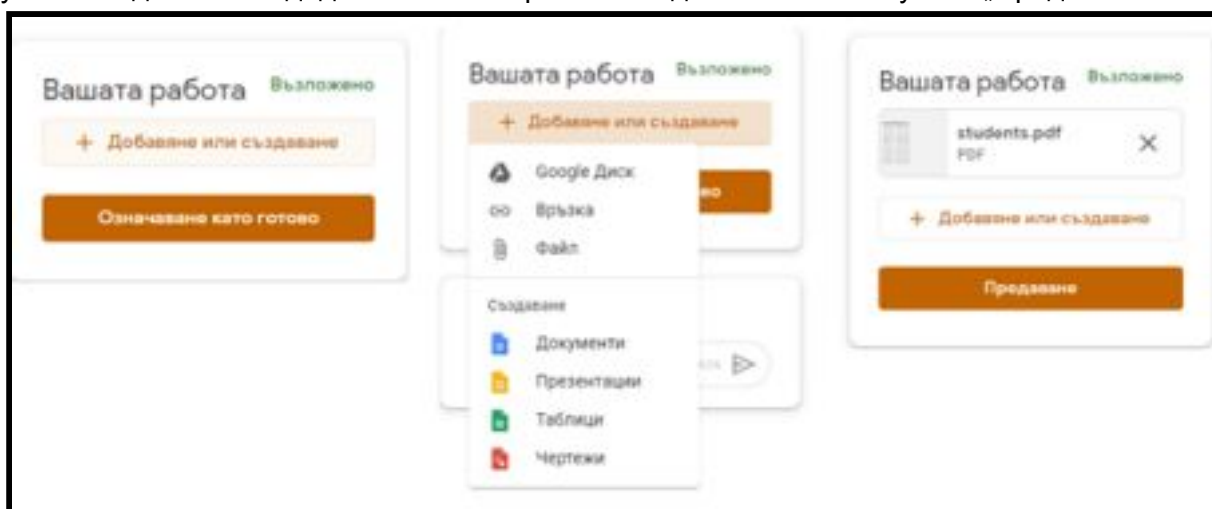 Вашата работа Възложено
+ Добавяне или създаване
Означаване като готово
Вашата работа Възложено
+ Добавяне или създаване
Google Диск
Връзка
Файл
Създаване
Документи
Презентации
Таблици
Чертежи
Вашата работа Възложено
students.pdf
PDF
+ Добавяне или създаване
Предаване